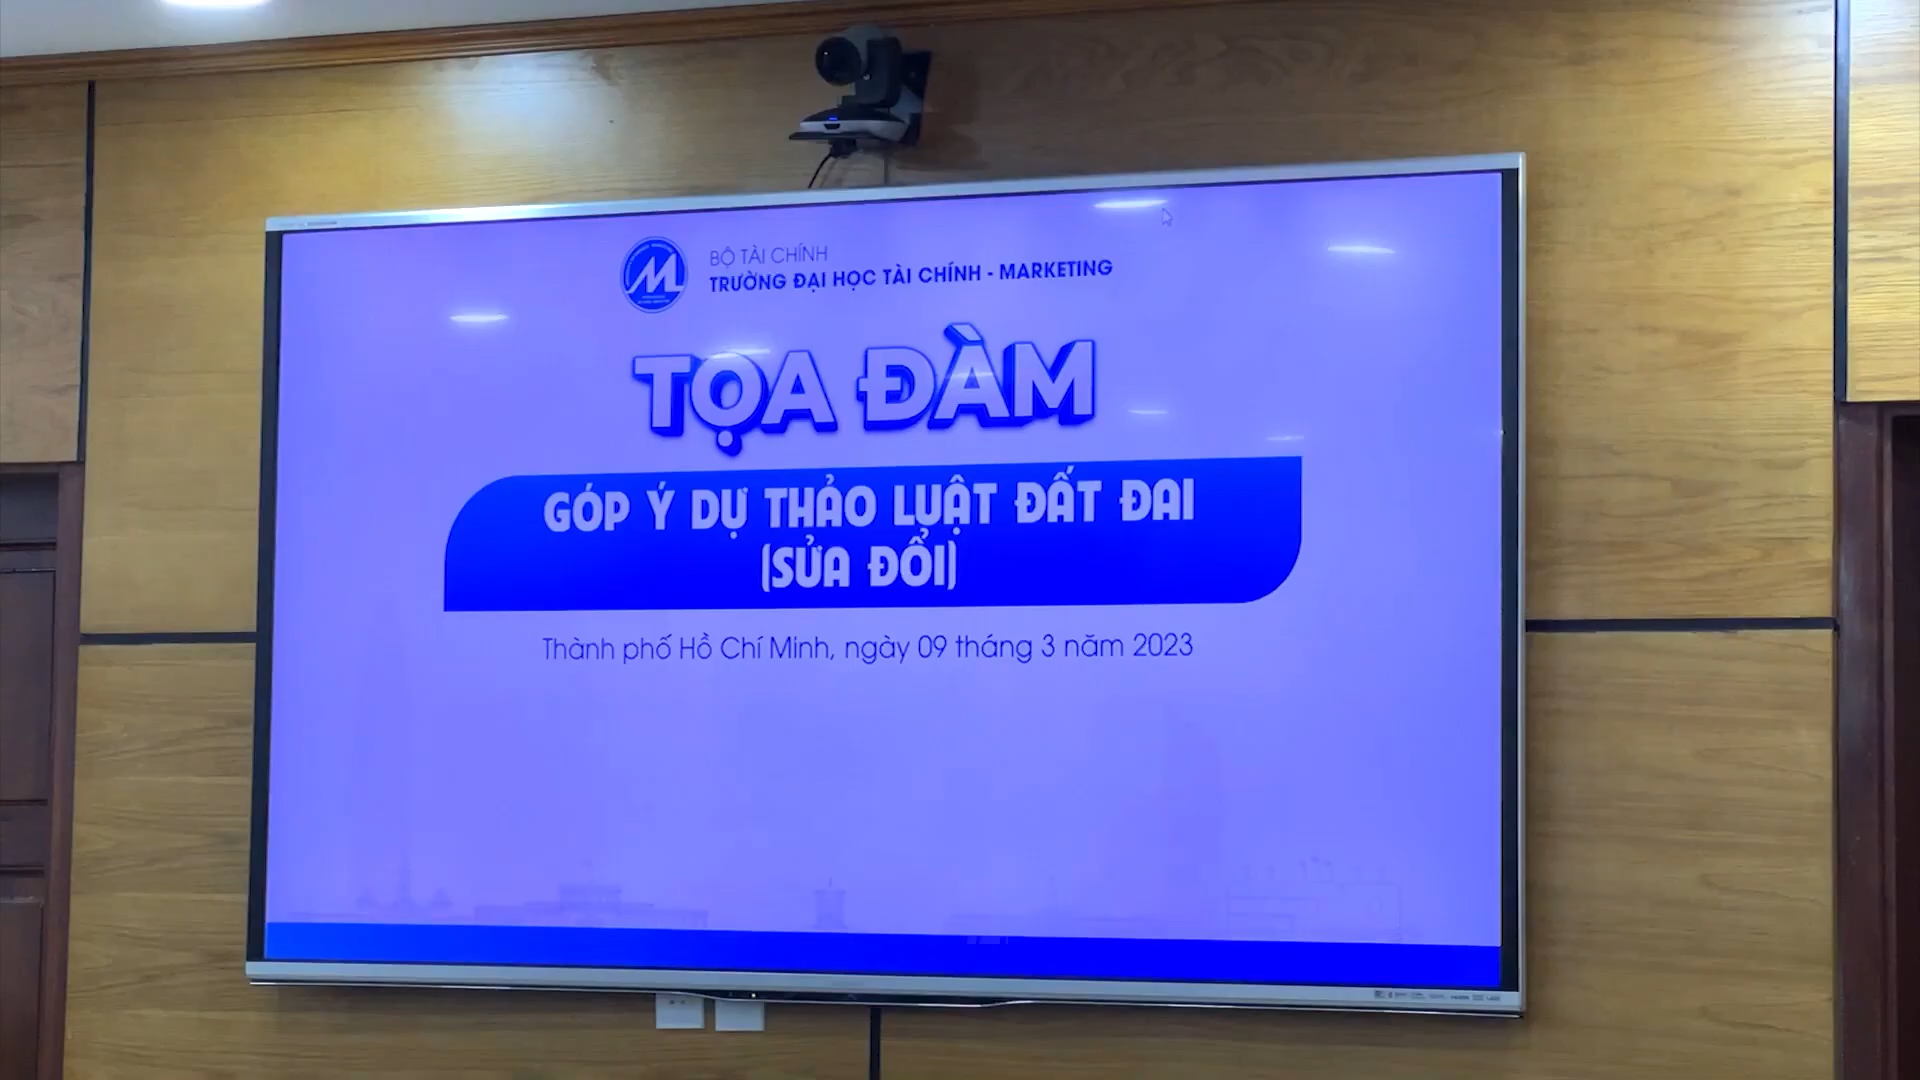 BỘ TÀI CHÍNH
TRƯỜNG ĐẠI HỌC TÀI CHÍNH - MARKETING
TỌA ĐÀM
GÓP Ý DỰ THẢO LUẬT ĐẤT ĐAI
(SỬA ĐỔI)
Thành phố Hồ Chí Minh, ngày 09 tháng 3 năm 2023